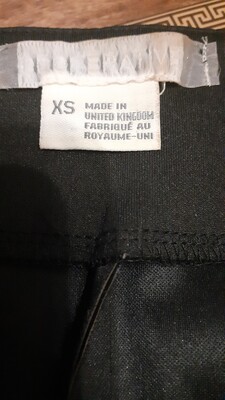 XS
MADE IN
UNITED KINGDOM
FABRIQUÉ AU
ROYAUME-UNI